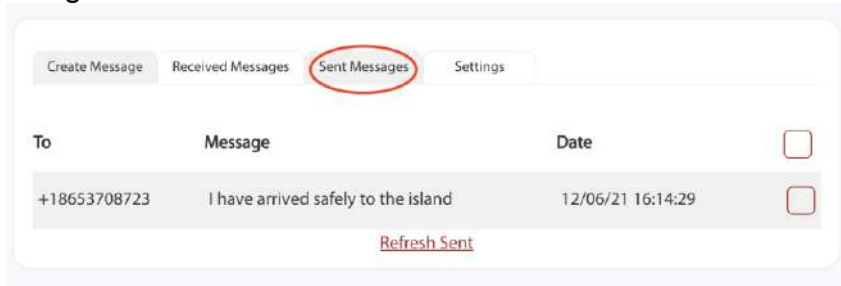 Create Message Received Messages Sent Messages Settings
To Message Date
+18653708723 I have arrived safely to the island 12/06/21 16:14:29
Refresh Sent